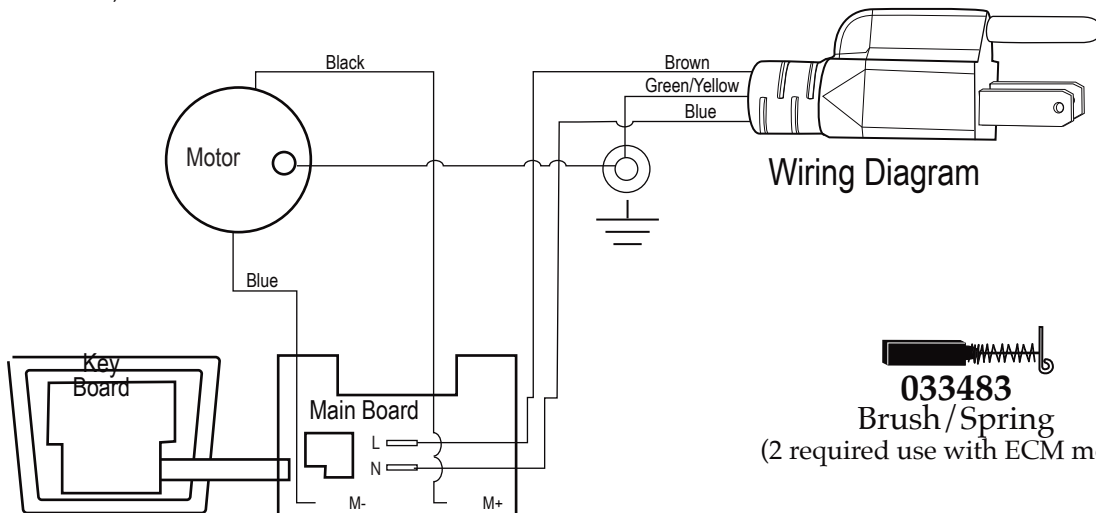 Black
Brown
Green/Yellow
Blue
Motor
Wiring Diagram
Blue
Key
Board
Main Board
L
N
M-
M+
033483
Brush/Spring
(2 required use with ECM m